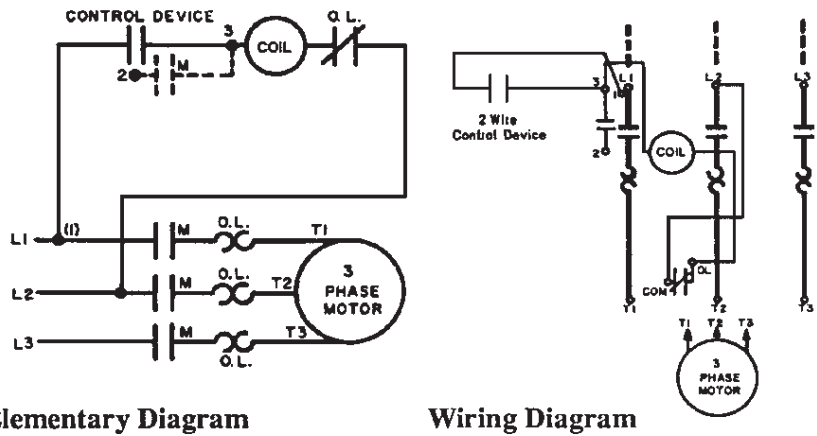 CONTROL DEVICE
3
O.L.
COIL
2
M
L1
(1)
M
O.L.
T1
L2
M
O.L.
T2
3
PHASE
MOTOR
L3
M
O.L.
T3
3
L1
1
L2
L3
2 Wire
Control Device
2
COIL
OL
COM
T1
T2
T3
T1
T2
T3
3
PHASE
MOTOR
lementary Diagram
Wiring Diagram